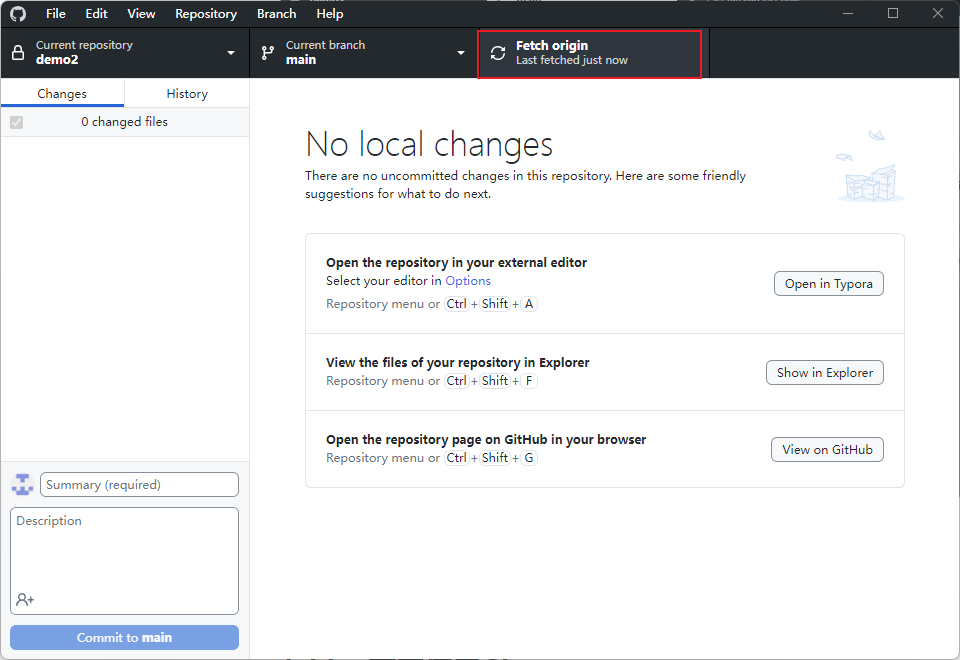 File Edit View Repository Branch Help
Current repository
demo2
Current branch
main
Fetch origin
Last fetched just now
Changes
History
0 changed files
No local changes
There are no uncommitted changes in this repository. Here are some friendly
suggestions for what to do next.
Open the repository in your external editor
Select your editor in Options
Repository menu or Ctrl + Shift + A
Open in Typora
View the files of your repository in Explorer
Repository menu or Ctrl + Shift + F
Show in Explorer
Open the repository page on GitHub in your browser
Repository menu or Ctrl + Shift + G
View on GitHub
Summary (required)
Description
Commit to main